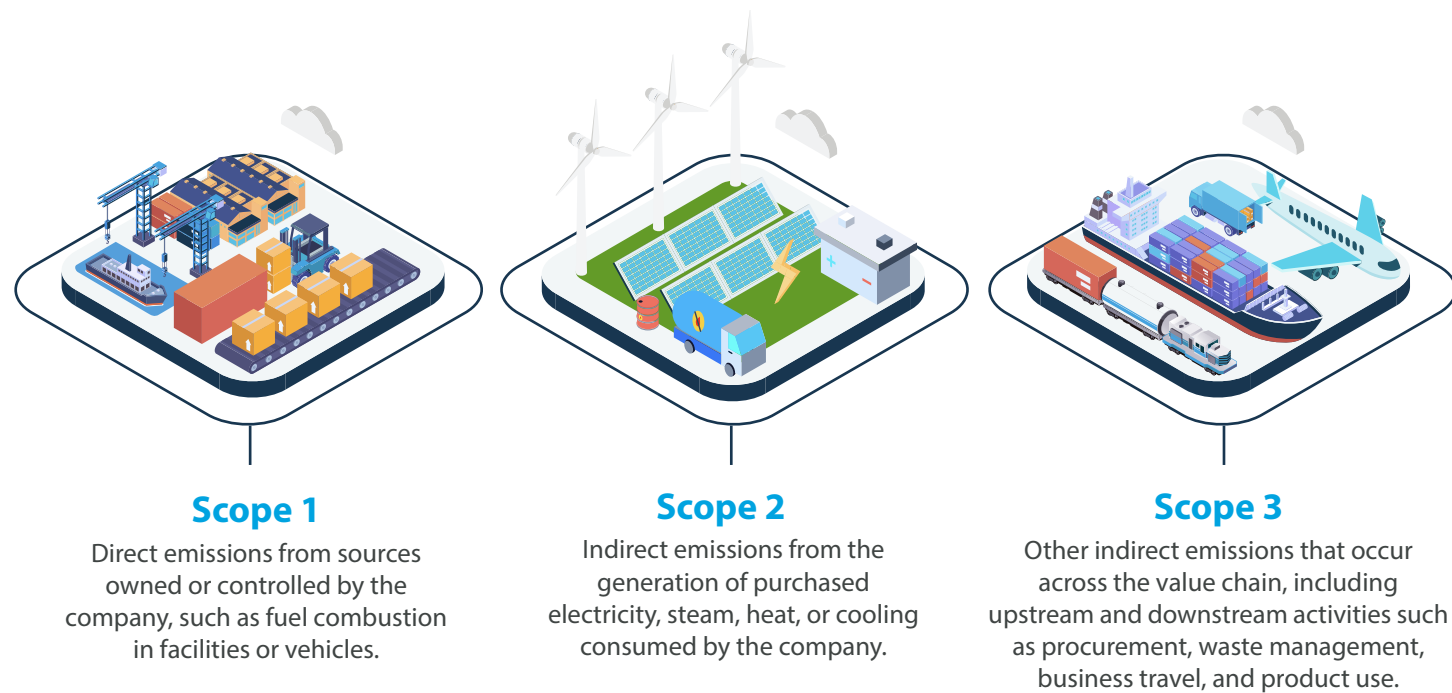 Scope 1
Direct emissions from sources
owned or controlled by the
company, such as fuel combustion
in facilities or vehicles.
Scope 2
Indirect emissions from the
generation of purchased
electricity, steam, heat, or cooling
consumed by the company.
Scope 3
Other indirect emissions that occur
across the value chain, including
upstream and downstream activities such
as procurement, waste management,
business travel, and product use.